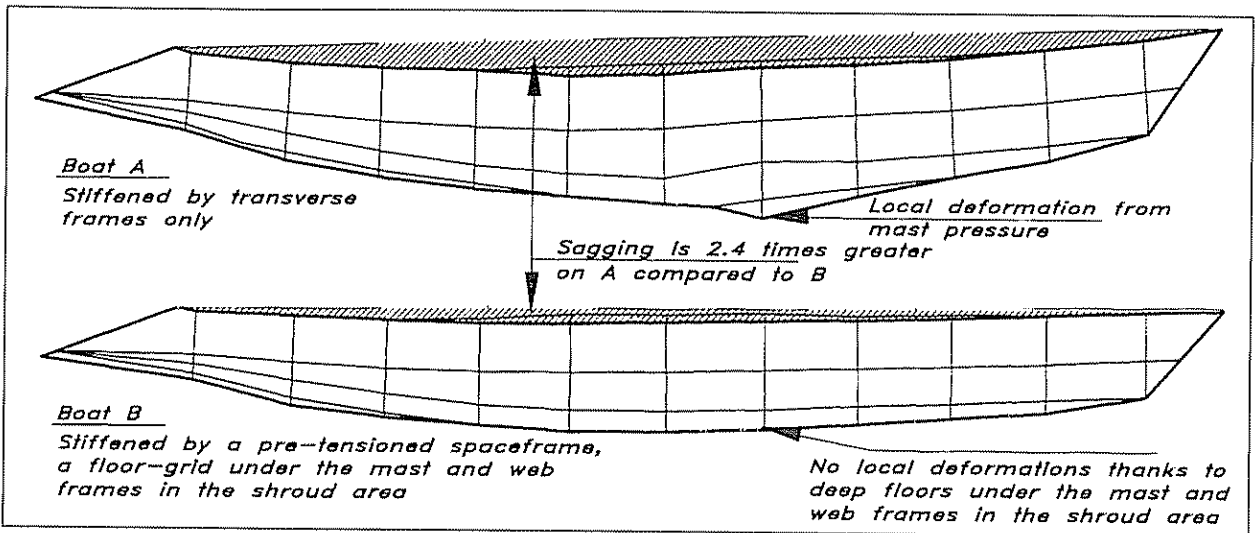 Boat A
Stiffened by transverse
frames only
Local deformation from
mast pressure
Sagging is 2.4 times greater
on A compared to B
Boat B
Stiffened by a pre-tensioned spaceframe,
a floor-grid under the mast and web
frames in the shroud area
No local deformations thanks to
deep floors under the mast and
web frames in the shroud area